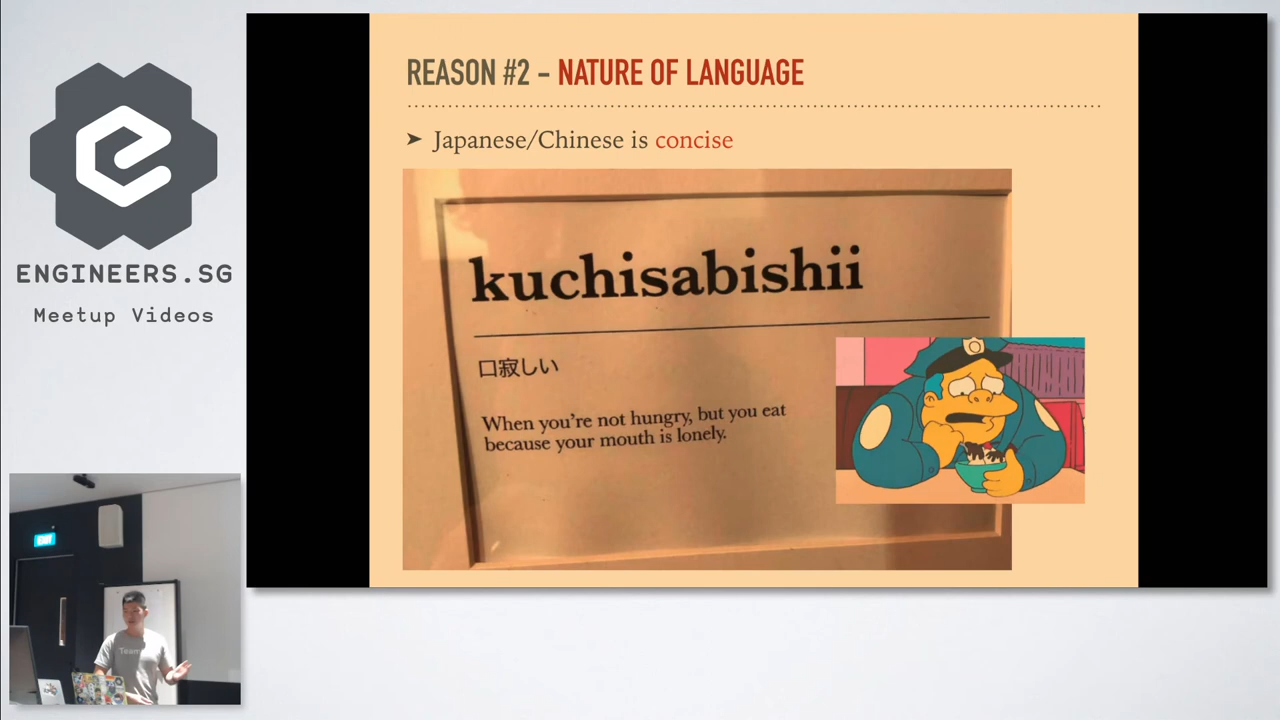 ENGINEERS.SG
Meetup Videos
REASON #2 - NATURE OF LANGUAGE
➤ Japanese/Chinese is concise
kuchisabishii
口寂しい
When you're not hungry, but you eat
because your mouth is lonely.
EXIT
Team